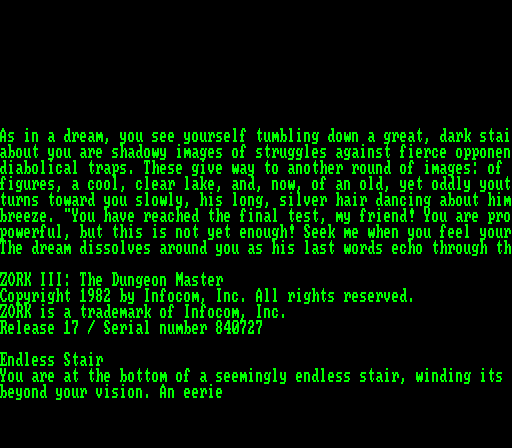 As in a dream, you see yourself tumbling down a great, dark stai
about you are shadowy images of struggles against fierce opponen
diabolical traps. These give way to another round of images: of
figures, a cool, clear lake, and, now, of an old, yet oddly yout
turns toward you slowly, his long, silver hair dancing about him
breeze. "You have reached the final test, my friend! You are pro
powerful, but this is not yet enough! Seek me when you feel your
The dream dissolves around you as his last words echo through th
ZORK III: The Dungeon Master
Copyright 1982 by Infocom, Inc. All rights reserved.
ZORK is a trademark of Infocom, Inc.
Release 17 / Serial number 840727
Endless Stair
You are at the bottom of a seemingly endless stair, winding its
beyond your vision. An eerie